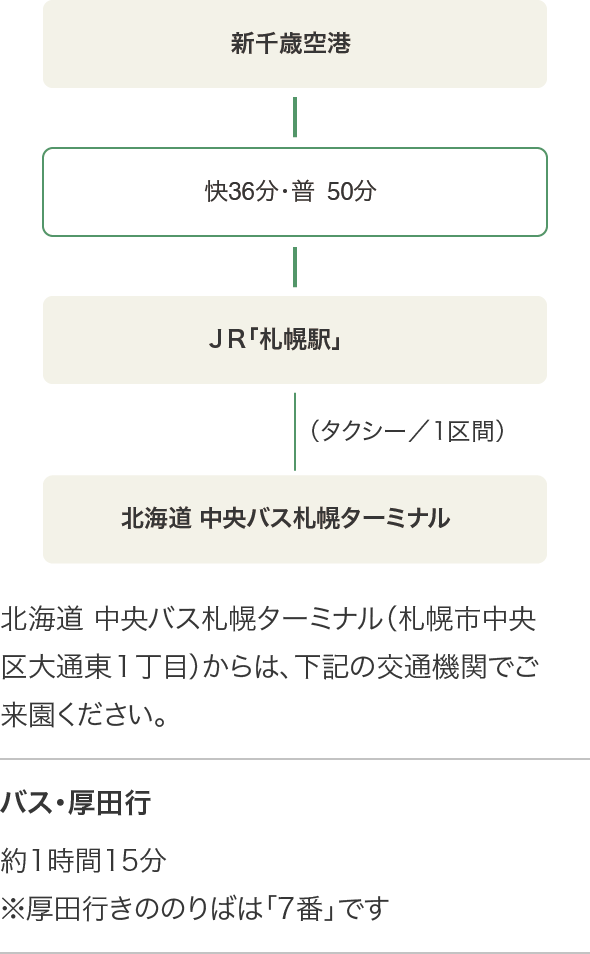 新千歳空港
快36分・普 50分
JR「札幌駅」
（タクシー／1区間）
北海道 中央バス札幌ターミナル
北海道 中央バス札幌ターミナル（札幌市中央
区大通東1丁目）からは、下記の交通機関でご
来園ください。
バス・厚田行
約1時間15分
※厚田行きののりばは「7番」です